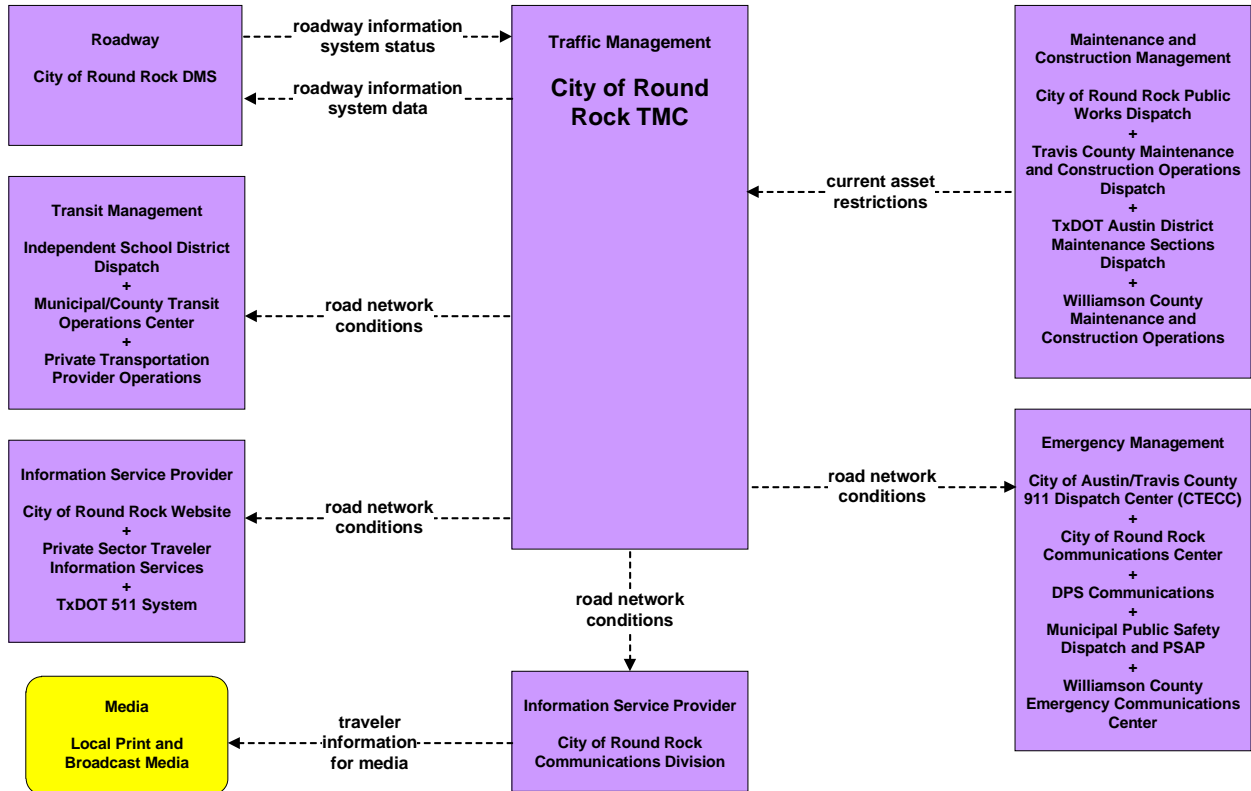 Roadway
City of Round Rock DMS
roadway information
system status
roadway information
system data
Traffic Management
City of Round
Rock TMC
Maintenance and
Construction Management
City of Round Rock Public
Works Dispatch
+
Travis County Maintenance
and Construction Operations
Dispatch
+
TxDOT Austin District
Maintenance Sections
Dispatch
+
Williamson County
Maintenance and
Construction Operations
current asset
restrictions
Transit Management
Independent School District
Dispatch
+
Municipal/County Transit
Operations Center
+
Private Transportation
Provider Operations
road network
conditions
Information Service Provider
City of Round Rock Website
+
Private Sector Traveler
Information Services
+
TxDOT 511 System
road network
conditions
road network
conditions
Emergency Management
City of Austin/Travis County
911 Dispatch Center (CTECC)
+
City of Round Rock
Communications Center
+
DPS Communications
+
Municipal Public Safety
Dispatch and PSAP
+
Williamson County
Emergency Communications
Center
road network
conditions
Media
Local Print and
Broadcast Media
traveler
information
for media
Information Service Provider
City of Round Rock
Communications Division